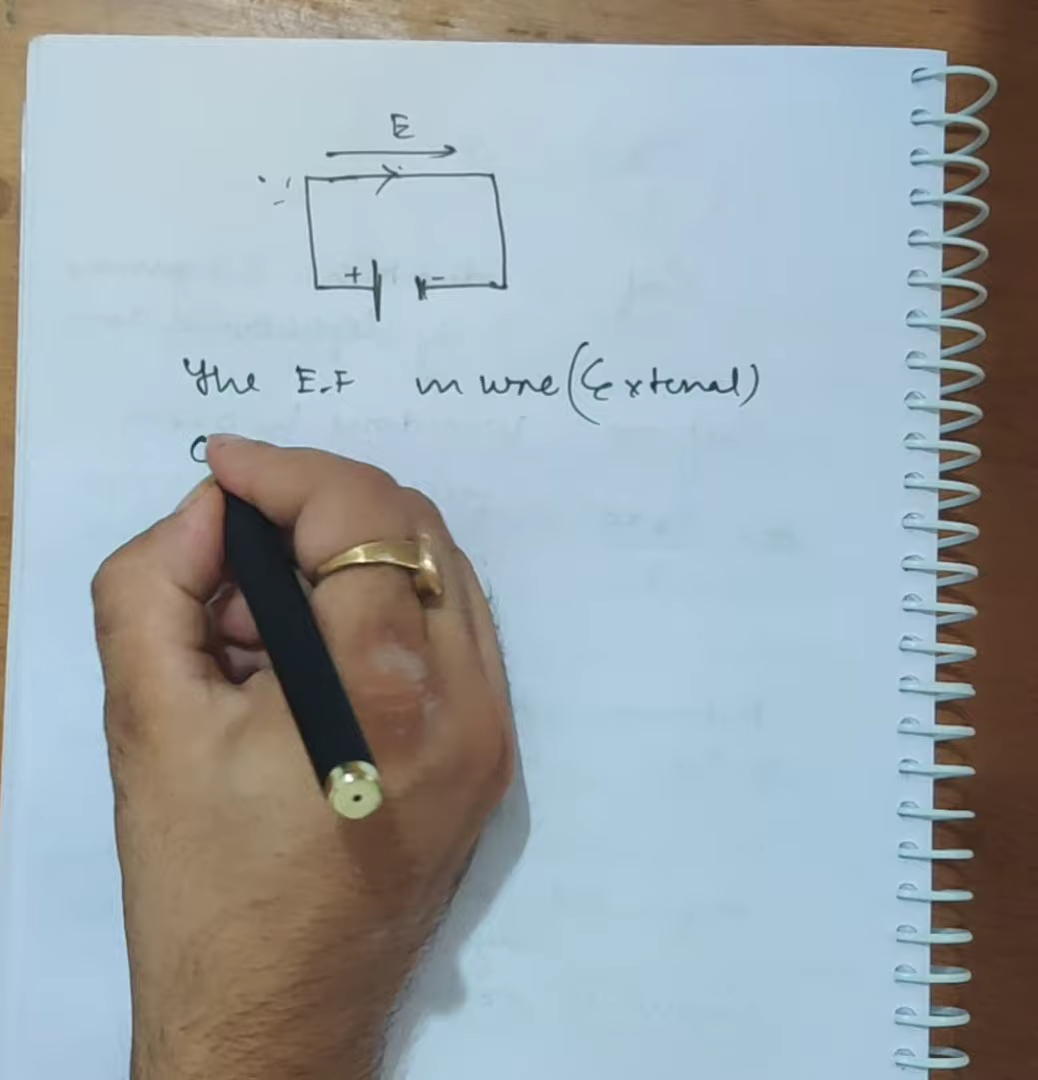 E
+ -
The E.F in wire (External)